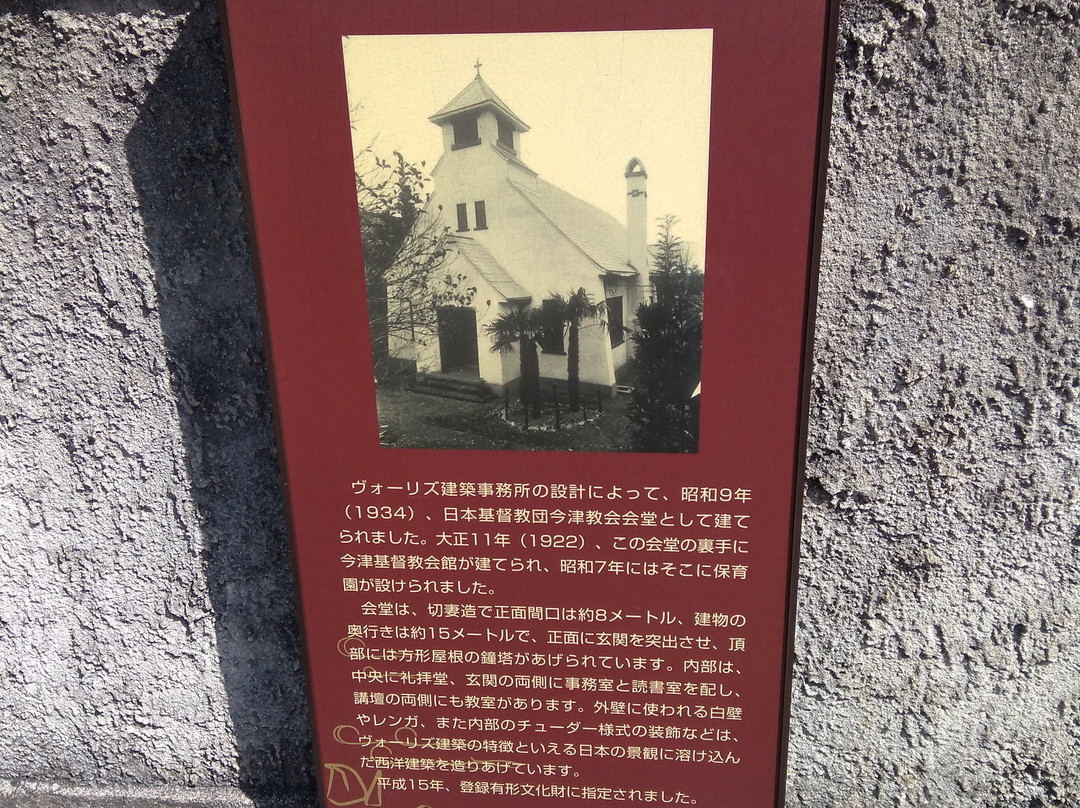 ヴォーリズ建築事務所の設計によって、昭和9年
（1934）、日本基督教団今津教会会堂として建て
られました。大正11年（1922）、この会堂の裏手に
今津基督教会館が建てられ、昭和7年にはそこに保育
園が設けられました。
会堂は、切妻造で正面間口は約8メートル、建物の
奥行きは約15メートルで、正面に玄関を突出させ、頂
部には方形屋根の鐘塔があげられています。内部は、
中央に礼拝堂、玄関の両側に事務室と読書室を配し、
講壇の両側にも教室があります。外壁に使われる白壁
やレンガ、また内部のチューダー様式の装飾などは、
ヴォーリズ建築の特徴といえる日本の景観に溶け込ん
だ西洋建築を造りあげています。
平成15年、登録有形文化財に指定されました。